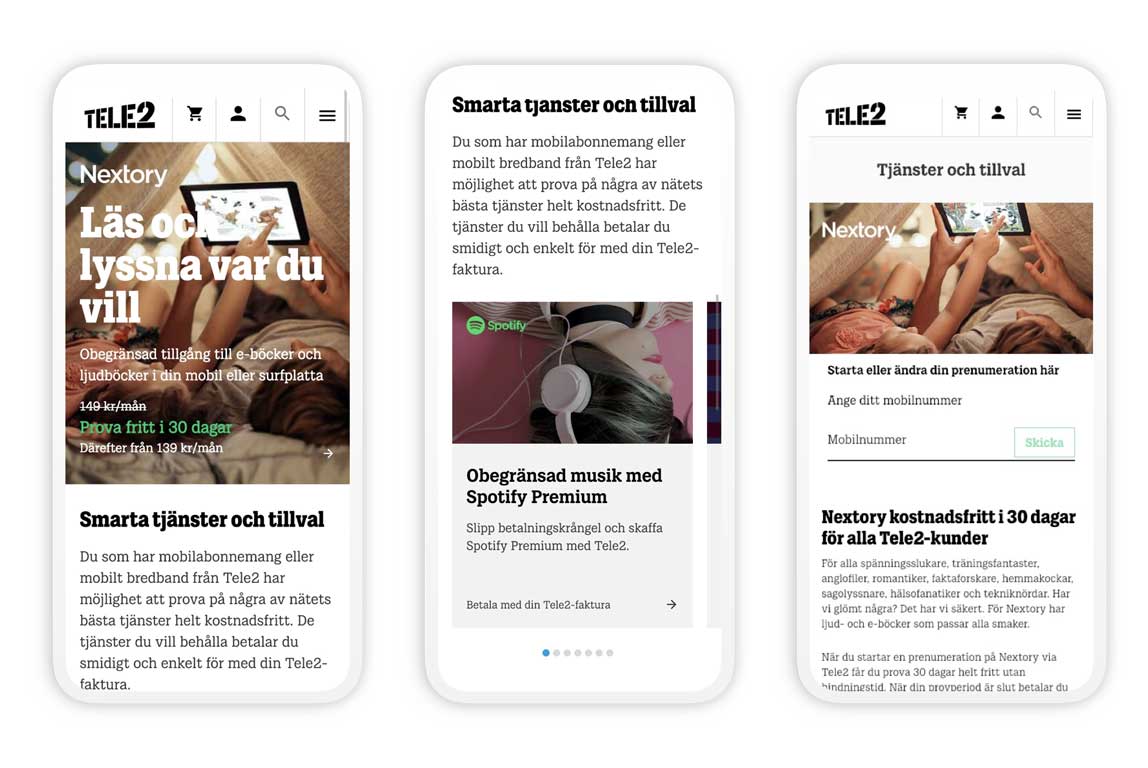 TELE2
Nextory
Läs och
lyssna var du
vill
Obegränsad tillgång till e-böcker och
ljudböcker i din mobil eller surfplatta
149 kr/mån
Prova fritt i 30 dagar
Därefter från 139 kr/mån
Smarta tjänster och tillval
Du som har mobilabonnemang eller
mobilt bredband från Tele2 har
möjlighet att prova på några av nätets
bästa tjänster helt kostnadsfritt. De
tjänster du vill behålla betalar du
smidigt och enkelt för med din Tele2-
faktura.
Smarta tjänster och tillval
Du som har mobilabonnemang eller
mobilt bredband från Tele2 har
möjlighet att prova på några av nätets
bästa tjänster helt kostnadsfritt. De
tjänster du vill behålla betalar du
smidigt och enkelt för med din Tele2-
faktura.
Spotify
Obegränsad musik med
Spotify Premium
Slipp betalningskrångel och skaffa
Spotify Premium med Tele2.
Betala med din Tele2-faktura
TELE2
Tjänster och tillval
Nextory
Starta eller ändra din prenumeration här
Ange ditt mobilnummer
Mobilnummer
Skicka
Nextory kostnadsfritt i 30 dagar
för alla Tele2-kunder
För alla spänningsslukare, träningsfantaster,
anglofiler, romantiker, faktaforskare, hemmakockar,
sagolyssnare, hälsofanatiker och tekniknördar. Har
vi glömt några? Det har vi säkert. För Nextory har
ljud- och e-böcker som passar alla smaker.
När du startar en prenumeration på Nextory via
Tele2 får du prova 30 dagar helt fritt utan
bindningstid. När din provperiod är slut betalar du